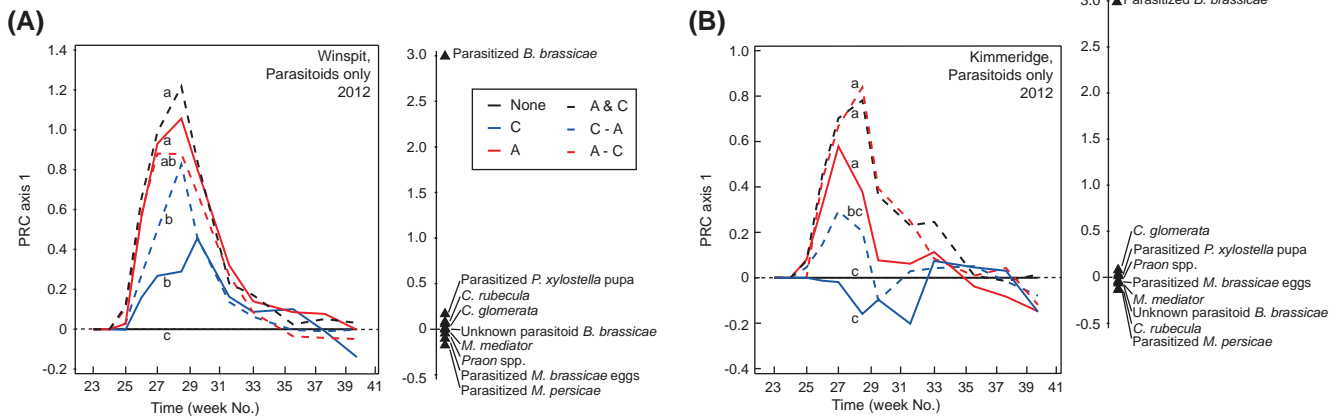 (A)
Winspit,
Parasitoids only
2012
PRC axis 1
1.4
1.2
1.0
0.8
0.6
0.4
0.2
0
-0.2
a
a
ab
b
b
c
23 25 27 29 31 33 35 37 39 41
Time (week No.)
3.0
2.5
2.0
1.5
1.0
0.5
0
-0.5
Parasitized B. brassicae
None A & C
C C - A
A A - C
Parasitized P. xylostella pupa
C. rubecula
C. glomerata
Unknown parasitoid B. brassicae
M. mediator
Praon spp.
Parasitized M. brassicae eggs
Parasitized M. persicae
(B)
Kimmeridge,
Parasitoids only
2012
PRC axis 1
1.0
0.8
0.6
0.4
0.2
0
-0.2
-0.4
a
a
a
bc
c
c
23 25 27 29 31 33 35 37 39 41
Time (week No.)
3.0
2.5
2.0
1.5
1.0
0.5
0
-0.5
Parasitized B. brassicae
C. glomerata
Parasitized P. xylostella pupa
Praon spp.
Parasitized M. brassicae eggs
M. mediator
Unknown parasitoid B. brassicae
C. rubecula
Parasitized M. persicae